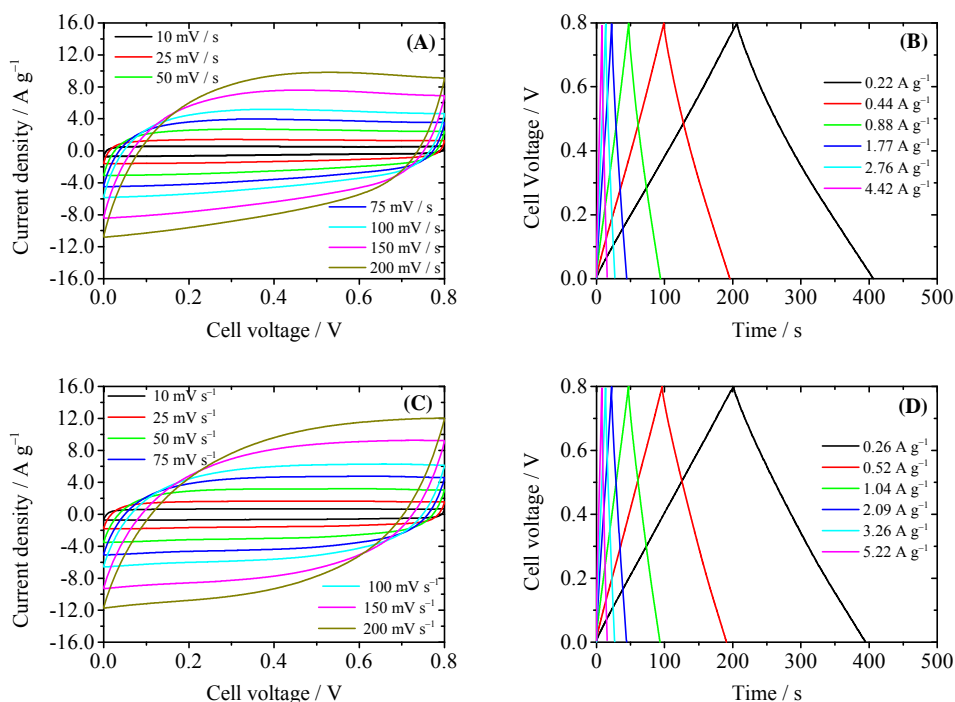 (A)
16.0
12.0
8.0
4.0
0.0
-4.0
-8.0
-12.0
-16.0
Current density / A g⁻¹
10 mV / s
25 mV / s
50 mV / s
75 mV / s
100 mV / s
150 mV / s
200 mV / s
0.0 0.2 0.4 0.6 0.8
Cell voltage / V
(B)
0.8
0.6
0.4
0.2
0.0
Cell Voltage / V
0.22 A g⁻¹
0.44 A g⁻¹
0.88 A g⁻¹
1.77 A g⁻¹
2.76 A g⁻¹
4.42 A g⁻¹
0 100 200 300 400 500
Time / s
(C)
16.0
12.0
8.0
4.0
0.0
-4.0
-8.0
-12.0
-16.0
Current density / A g⁻¹
10 mV s⁻¹
25 mV s⁻¹
50 mV s⁻¹
75 mV s⁻¹
100 mV s⁻¹
150 mV s⁻¹
200 mV s⁻¹
0.0 0.2 0.4 0.6 0.8
Cell voltage / V
(D)
0.8
0.6
0.4
0.2
0.0
Cell voltage / V
0.26 A g⁻¹
0.52 A g⁻¹
1.04 A g⁻¹
2.09 A g⁻¹
3.26 A g⁻¹
5.22 A g⁻¹
0 100 200 300 400 500
Time / s